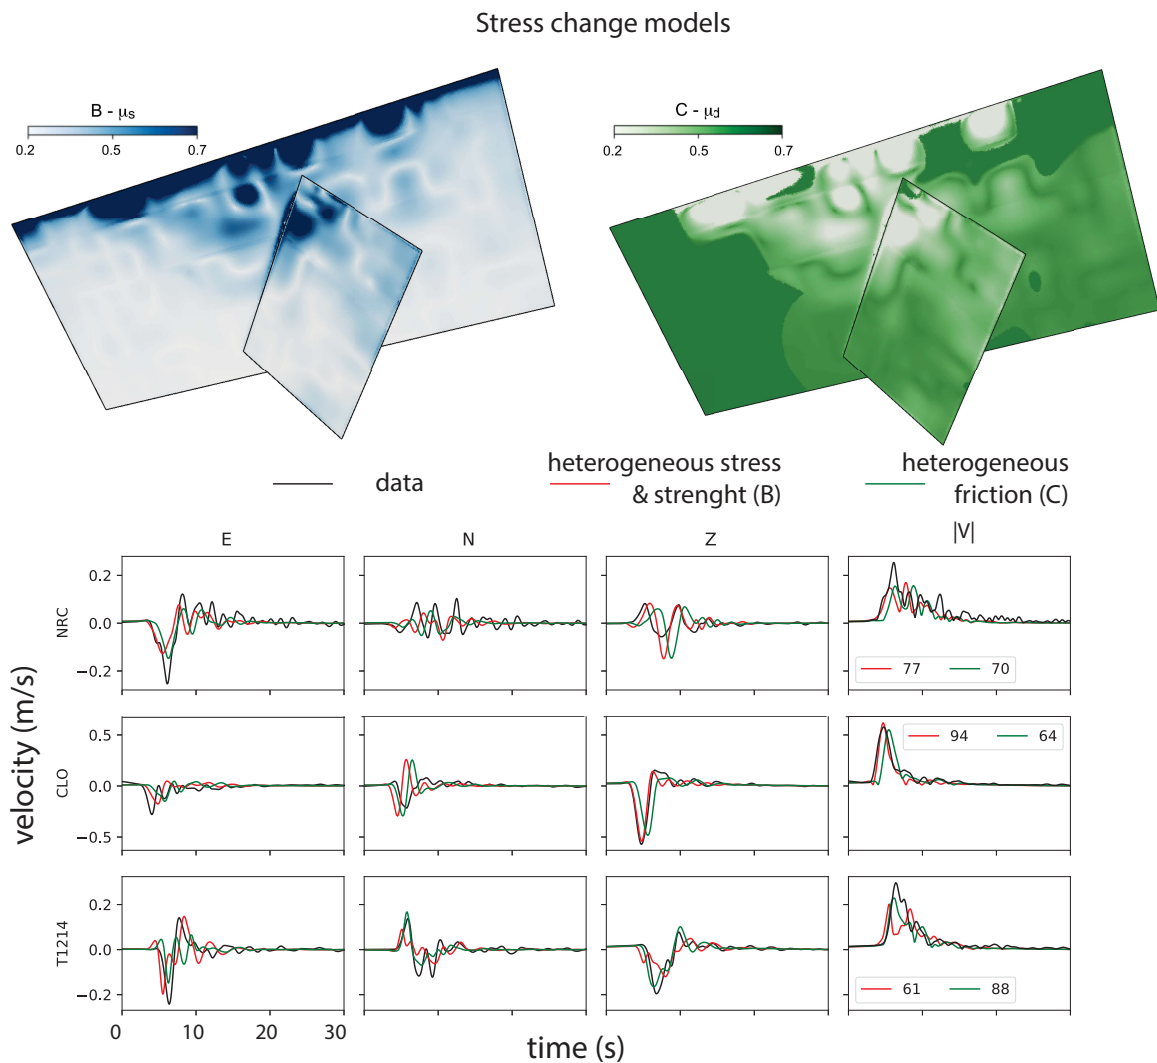 Stress change models
B - μs
0.2 0.5 0.7
C - μd
0.2 0.5 0.7
data
heterogeneous stress
& strenght (B)
heterogeneous
friction (C)
E
N
Z
|V|
velocity (m/s)
NRC
0.2
0.0
−0.2
77 70
CLO
0.5
0.0
−0.5
94 64
T1214
0.2
0.0
−0.2
61 88
0 10 20 30
time (s)